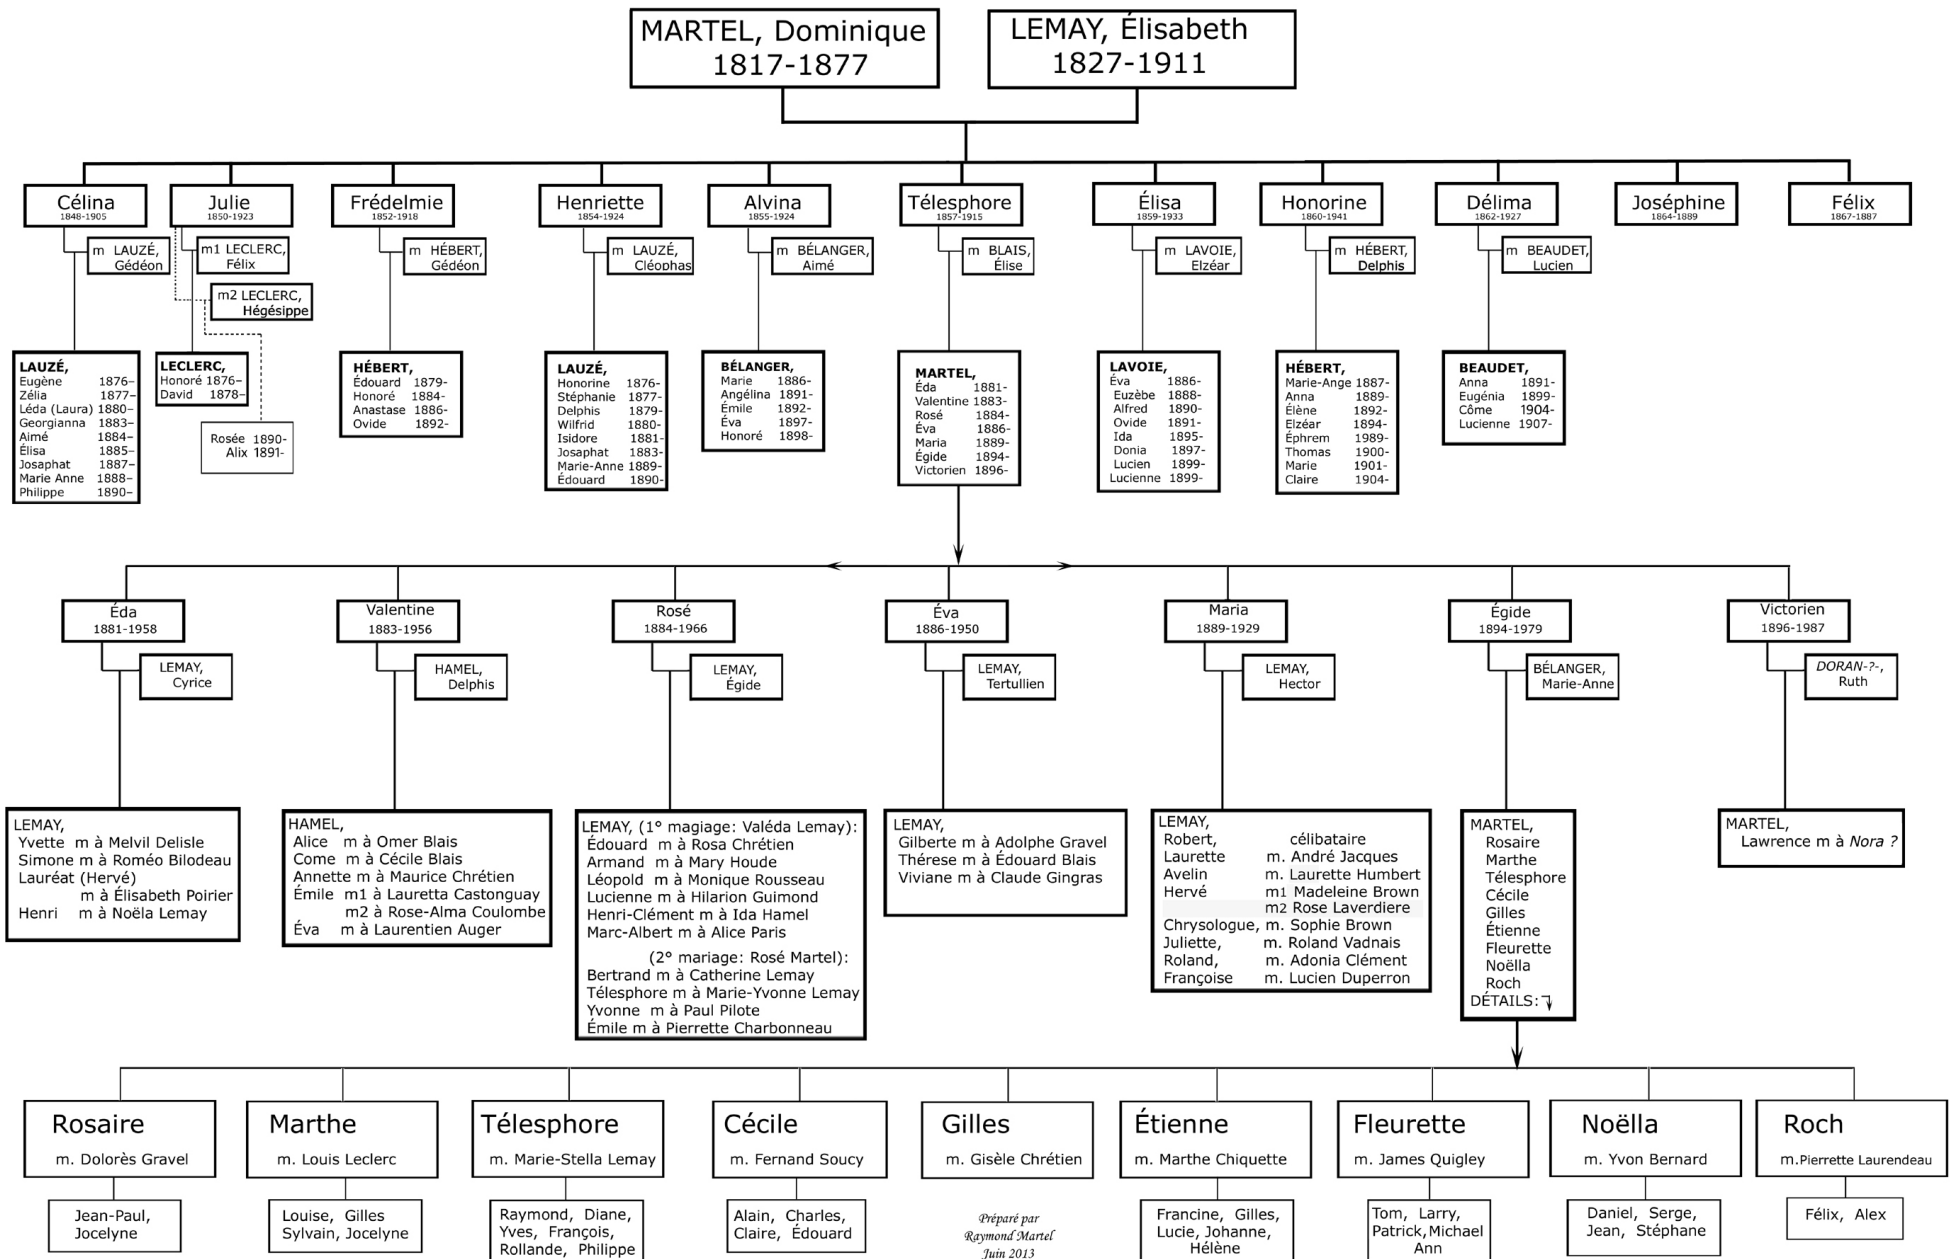 MARTEL, Dominique
1817-1877
LEMAY, Élisabeth
1827-1911
Célina
1848-1905
Julie
1850-1923
Frédelmie
1852-1918
Henriette
1854-1924
Alvina
1855-1924
Télesphore
1857-1915
Élisa
1859-1933
Honorine
1860-1941
Délima
1862-1927
Joséphine
1864-1889
Félix
1867-1887
m LAUZÉ,
Gédéon
m1 LECLERC,
Félix
m2 LECLERC,
Hégésippe
m HÉBERT,
Gédéon
m LAUZÉ,
Cléophas
m BÉLANGER,
Aimé
m BLAIS,
Élise
m LAVOIE,
Elzéar
m HÉBERT,
Delphis
m BEAUDET,
Lucien
LAUZÉ,
Eugène 1876–
Zélia 1877–
Léda (Laura) 1880–
Georgianna 1883–
Aimé 1884–
Élisa 1885–
Josaphat 1887–
Marie Anne 1888–
Philippe 1890–
LECLERC,
Honoré 1876–
David 1878–
Rosée 1890-
Alix 1891-
HÉBERT,
Édouard 1879-
Honoré 1884-
Anastase 1886-
Ovide 1892-
LAUZÉ,
Honorine 1876-
Stéphanie 1877-
Delphis 1879-
Wilfrid 1880-
Isidore 1881-
Josaphat 1883-
Marie-Anne 1889-
Édouard 1890-
BÉLANGER,
Marie 1886-
Angélina 1891-
Émile 1892-
Éva 1897-
Honoré 1898-
MARTEL,
Éda 1881-
Valentine 1883-
Rosé 1884-
Éva 1886-
Maria 1889-
Égide 1894-
Victorien 1896-
LAVOIE,
Éva 1886-
Euzèbe 1888-
Alfred 1890-
Ovide 1891-
Ida 1895-
Donia 1897-
Lucien 1899-
Lucienne 1899-
HÉBERT,
Marie-Ange 1887-
Anna 1889-
Élène 1892-
Elzéar 1894-
Éphrem 1989-
Thomas 1900-
Marie 1901-
Claire 1904-
BEAUDET,
Anna 1891-
Eugénia 1899-
Côme 1904-
Lucienne 1907-
Éda
1881-1958
Valentine
1883-1956
Rosé
1884-1966
Éva
1886-1950
Maria
1889-1929
Égide
1894-1979
Victorien
1896-1987
LEMAY,
Cyrice
HAMEL,
Delphis
LEMAY,
Égide
LEMAY,
Tertullien
LEMAY,
Hector
BÉLANGER,
Marie-Anne
DORAN-?-,
Ruth
LEMAY,
Yvette m à Melvil Delisle
Simone m à Roméo Bilodeau
Lauréat (Hervé)
m à Élisabeth Poirier
Henri m à Noëla Lemay
HAMEL,
Alice m à Omer Blais
Come m à Cécile Blais
Annette m à Maurice Chrétien
Émile m1 à Lauretta Castonguay
m2 à Rose-Alma Coulombe
Éva m à Laurentien Auger
LEMAY, (1° magiage: Valéda Lemay):
Édouard m à Rosa Chrétien
Armand m à Mary Houde
Léopold m à Monique Rousseau
Lucienne m à Hilarion Guimond
Henri-Clément m à Ida Hamel
Marc-Albert m à Alice Paris
(2° mariage: Rosé Martel):
Bertrand m à Catherine Lemay
Télesphore m à Marie-Yvonne Lemay
Yvonne m à Paul Pilote
Émile m à Pierrette Charbonneau
LEMAY,
Gilberte m à Adolphe Gravel
Thérese m à Édouard Blais
Viviane m à Claude Gingras
LEMAY,
Robert, célibataire
Laurette m. André Jacques
Avelin m. Laurette Humbert
Hervé m1 Madeleine Brown
m2 Rose Laverdiere
Chrysologue, m. Sophie Brown
Juliette, m. Roland Vadnais
Roland, m. Adonia Clément
Françoise m. Lucien Duperron
MARTEL,
Rosaire
Marthe
Télesphore
Cécile
Gilles
Étienne
Fleurette
Noëlla
Roch
DÉTAILS:
MARTEL,
Lawrence m à Nora ?
Rosaire
m. Dolorès Gravel
Marthe
m. Louis Leclerc
Télesphore
m. Marie-Stella Lemay
Cécile
m. Fernand Soucy
Gilles
m. Gisèle Chrétien
Étienne
m. Marthe Chiquette
Fleurette
m. James Quigley
Noëlla
m. Yvon Bernard
Roch
m.Pierrette Laurendeau
Jean-Paul,
Jocelyne
Louise, Gilles
Sylvain, Jocelyne
Raymond, Diane,
Yves, François,
Rollande, Philippe
Alain, Charles,
Claire, Édouard
Préparé par
Raymond Martel
Juin 2013
Francine, Gilles,
Lucie, Johanne,
Hélène
Tom, Larry,
Patrick,Michael
Ann
Daniel, Serge,
Jean, Stéphane
Félix, Alex